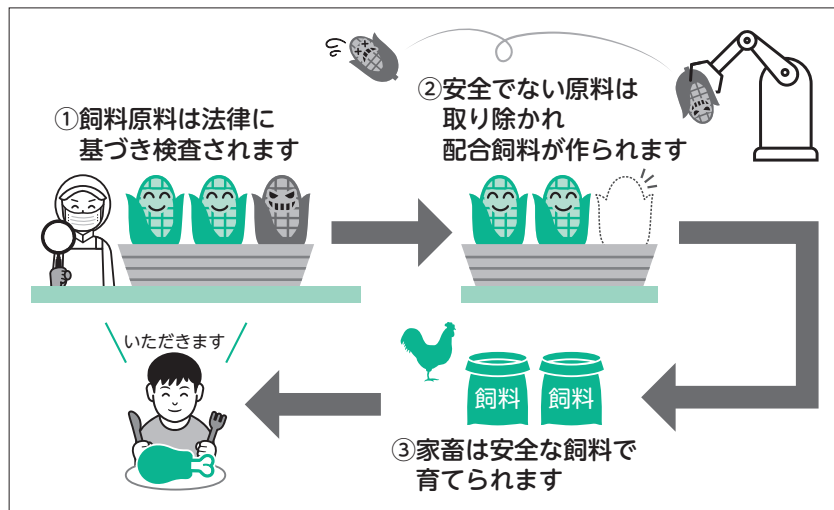 ①飼料原料は法律に
基づき検査されます
②安全でない原料は
取り除かれ
配合飼料が作られます
飼料
飼料
③家畜は安全な飼料で
育てられます
いただきます